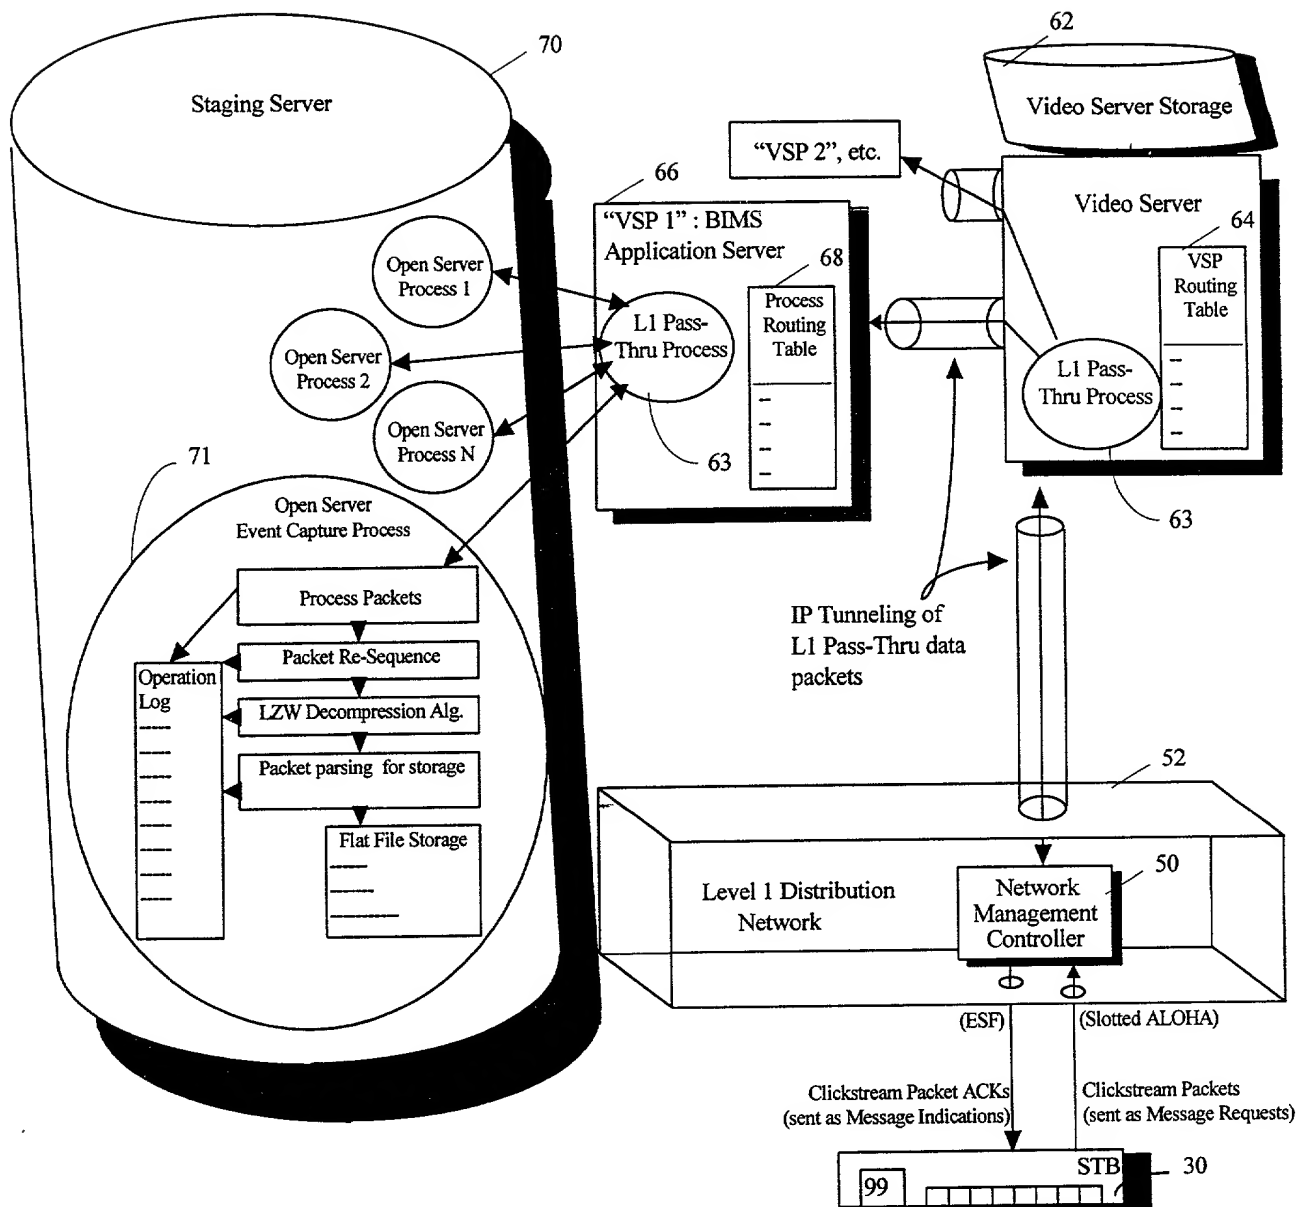 70
Staging Server
62
Video Server Storage
“VSP 2”, etc.
66
“VSP 1” : BIMS
Application Server
68
Process
Routing
Table
L1 Pass-
Thru Process
63
Video Server
64
VSP
Routing
Table
L1 Pass-
Thru Process
63
Open Server
Process 1
Open Server
Process 2
Open Server
Process N
71
Open Server
Event Capture Process
Process Packets
Packet Re-Sequence
LZW Decompression Alg.
Packet parsing for storage
Operation
Log
Flat File Storage
IP Tunneling of
L1 Pass-Thru data
packets
52
Level 1 Distribution
Network
50
Network
Management
Controller
(ESF)
(Slotted ALOHA)
Clickstream Packet ACKs
(sent as Message Indications)
Clickstream Packets
(sent as Message Requests)
STB
30
99